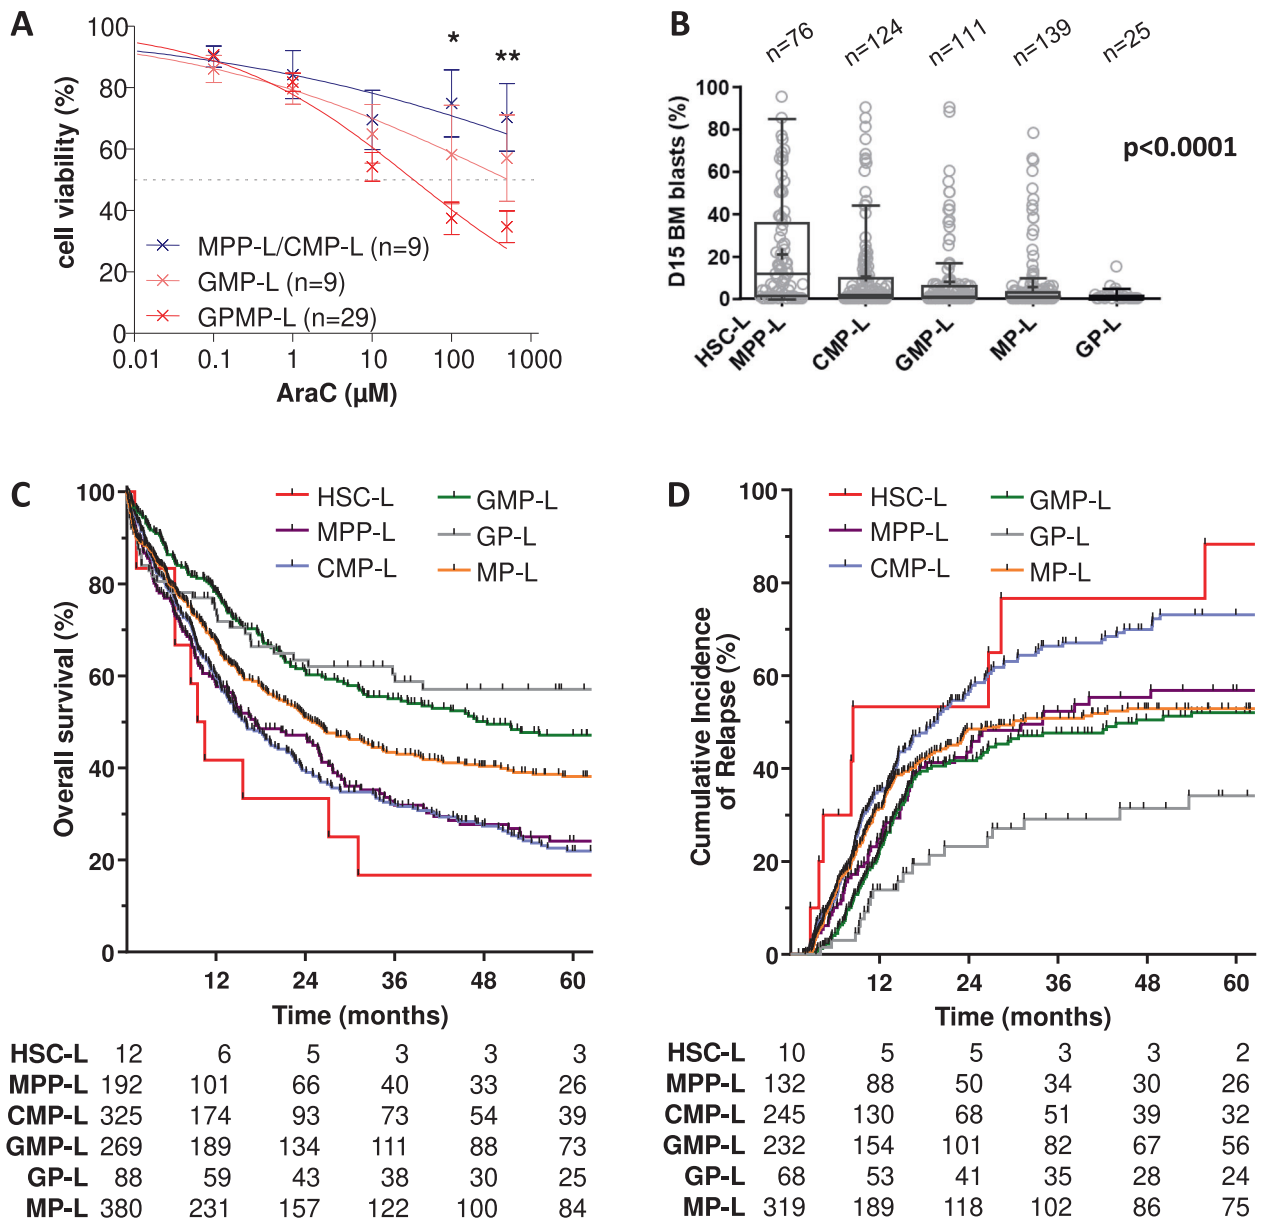 A
cell viability (%)
100
80
60
40
20
0
* **
MPP-L/CMP-L (n=9)
GMP-L (n=9)
GPMP-L (n=29)
0.01 0.1 1 10 100 1000
AraC (µM)
B
n=76 n=124 n=111 n=139 n=25
D15 BM blasts (%)
100
80
60
40
20
0
p<0.0001
HSC-L
MPP-L
CMP-L
GMP-L
MP-L
GP-L
C
Overall survival (%)
100
80
60
40
20
0
HSC-L GMP-L
MPP-L GP-L
CMP-L MP-L
12 24 36 48 60
Time (months)
HSC-L 12 6 5 3 3 3
MPP-L 192 101 66 40 33 26
CMP-L 325 174 93 73 54 39
GMP-L 269 189 134 111 88 73
GP-L 88 59 43 38 30 25
MP-L 380 231 157 122 100 84
D
Cumulative Incidence
of Relapse (%)
100
80
60
40
20
0
HSC-L GMP-L
MPP-L GP-L
CMP-L MP-L
12 24 36 48 60
Time (months)
HSC-L 10 5 5 3 3 2
MPP-L 132 88 50 34 30 26
CMP-L 245 130 68 51 39 32
GMP-L 232 154 101 82 67 56
GP-L 68 53 41 35 28 24
MP-L 319 189 118 102 86 75